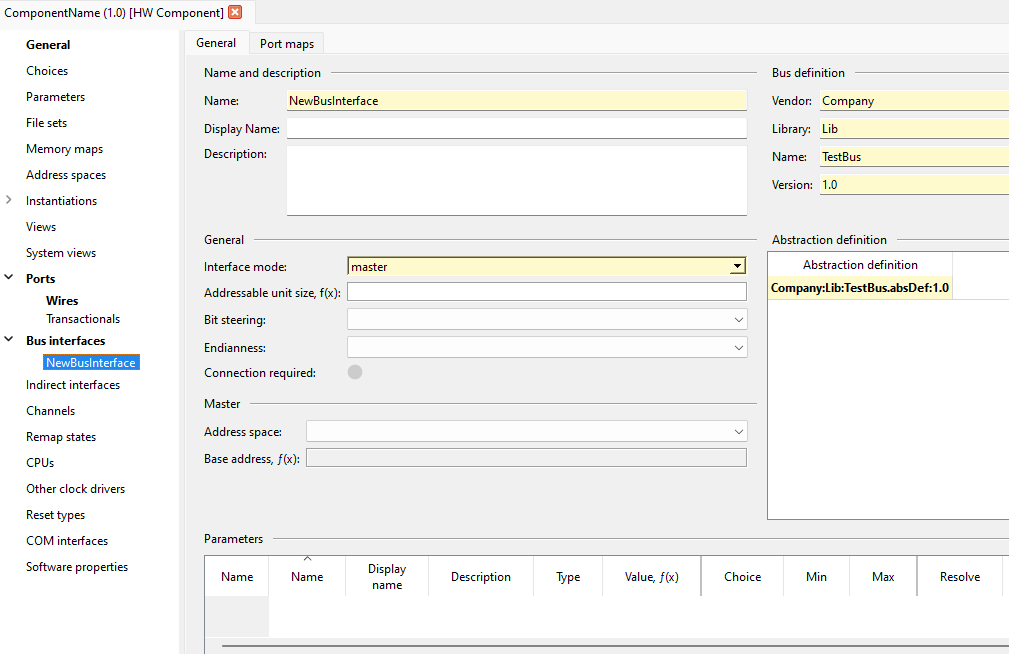 ComponentName (1.0) [HW Component]
General
Choices
Parameters
File sets
Memory maps
Address spaces
Instantiations
Views
System views
Ports
Wires
Transactionals
Bus interfaces
NewBusInterface
Indirect interfaces
Channels
Remap states
CPUs
Other clock drivers
Reset types
COM interfaces
Software properties
General Port maps
Name and description
Name: NewBusInterface
Display Name:
Description:
General
Interface mode: master
Addressable unit size, f(x):
Bit steering:
Endianness:
Connection required:
Master
Address space:
Base address, ƒ(x):
Bus definition
Vendor: Company
Library: Lib
Name: TestBus
Version: 1.0
Abstraction definition
Abstraction definition
Company:Lib:TestBus.absDef:1.0
Parameters
Name Name Display name Description Type Value, ƒ(x) Choice Min Max Resolve